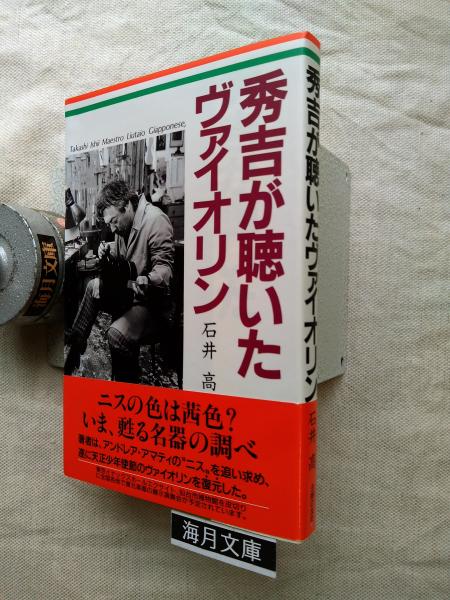 Takashi Ishii Maestro Liutaio Giapponese.
秀吉が聴いた
ヴァイオリン
石井 高
ニスの色は茜色?
いま、甦る名器の調べ
著者は、アンドレア・アマティの"ニス"を追い求め、
遂に天正少年使節のヴァイオリンを復元した。
秀吉が聴いたヴァイオリン
石井 高
海月文庫
海月文庫